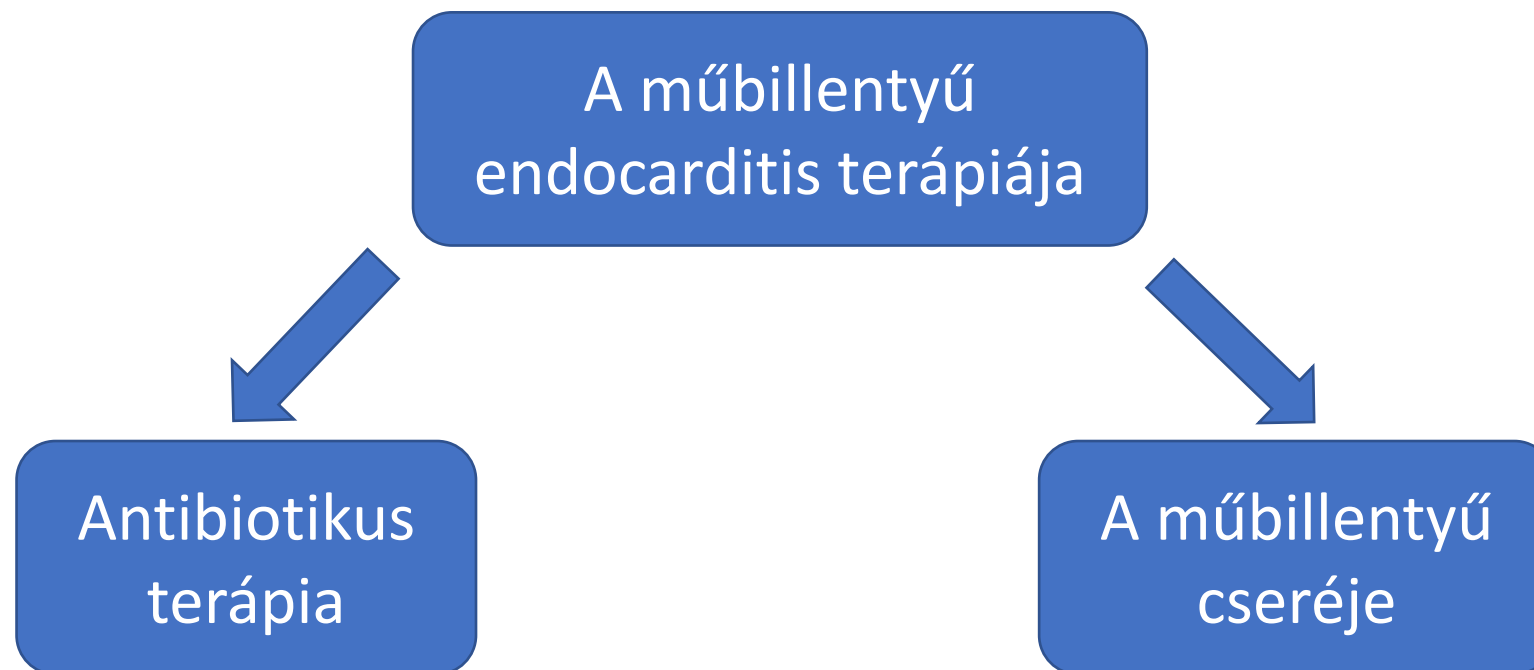 A műbillentyű
endocarditis terápiája
Antibiotikus
terápia
A műbillentyű
cseréje